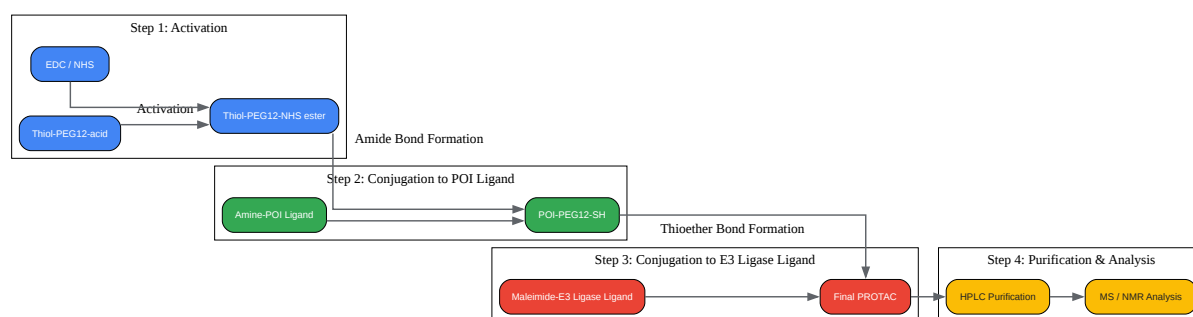 Step 1: Activation
EDC / NHS
Activation
Thiol-PEG12-NHS ester
Thiol-PEG12-acid
Amide Bond Formation
Step 2: Conjugation to POI Ligand
Amine-POI Ligand
POI-PEG12-SH
Thioether Bond Formation
Step 3: Conjugation to E3 Ligase Ligand
Maleimide-E3 Ligase Ligand
Final PROTAC
Step 4: Purification & Analysis
HPLC Purification
MS / NMR Analysis